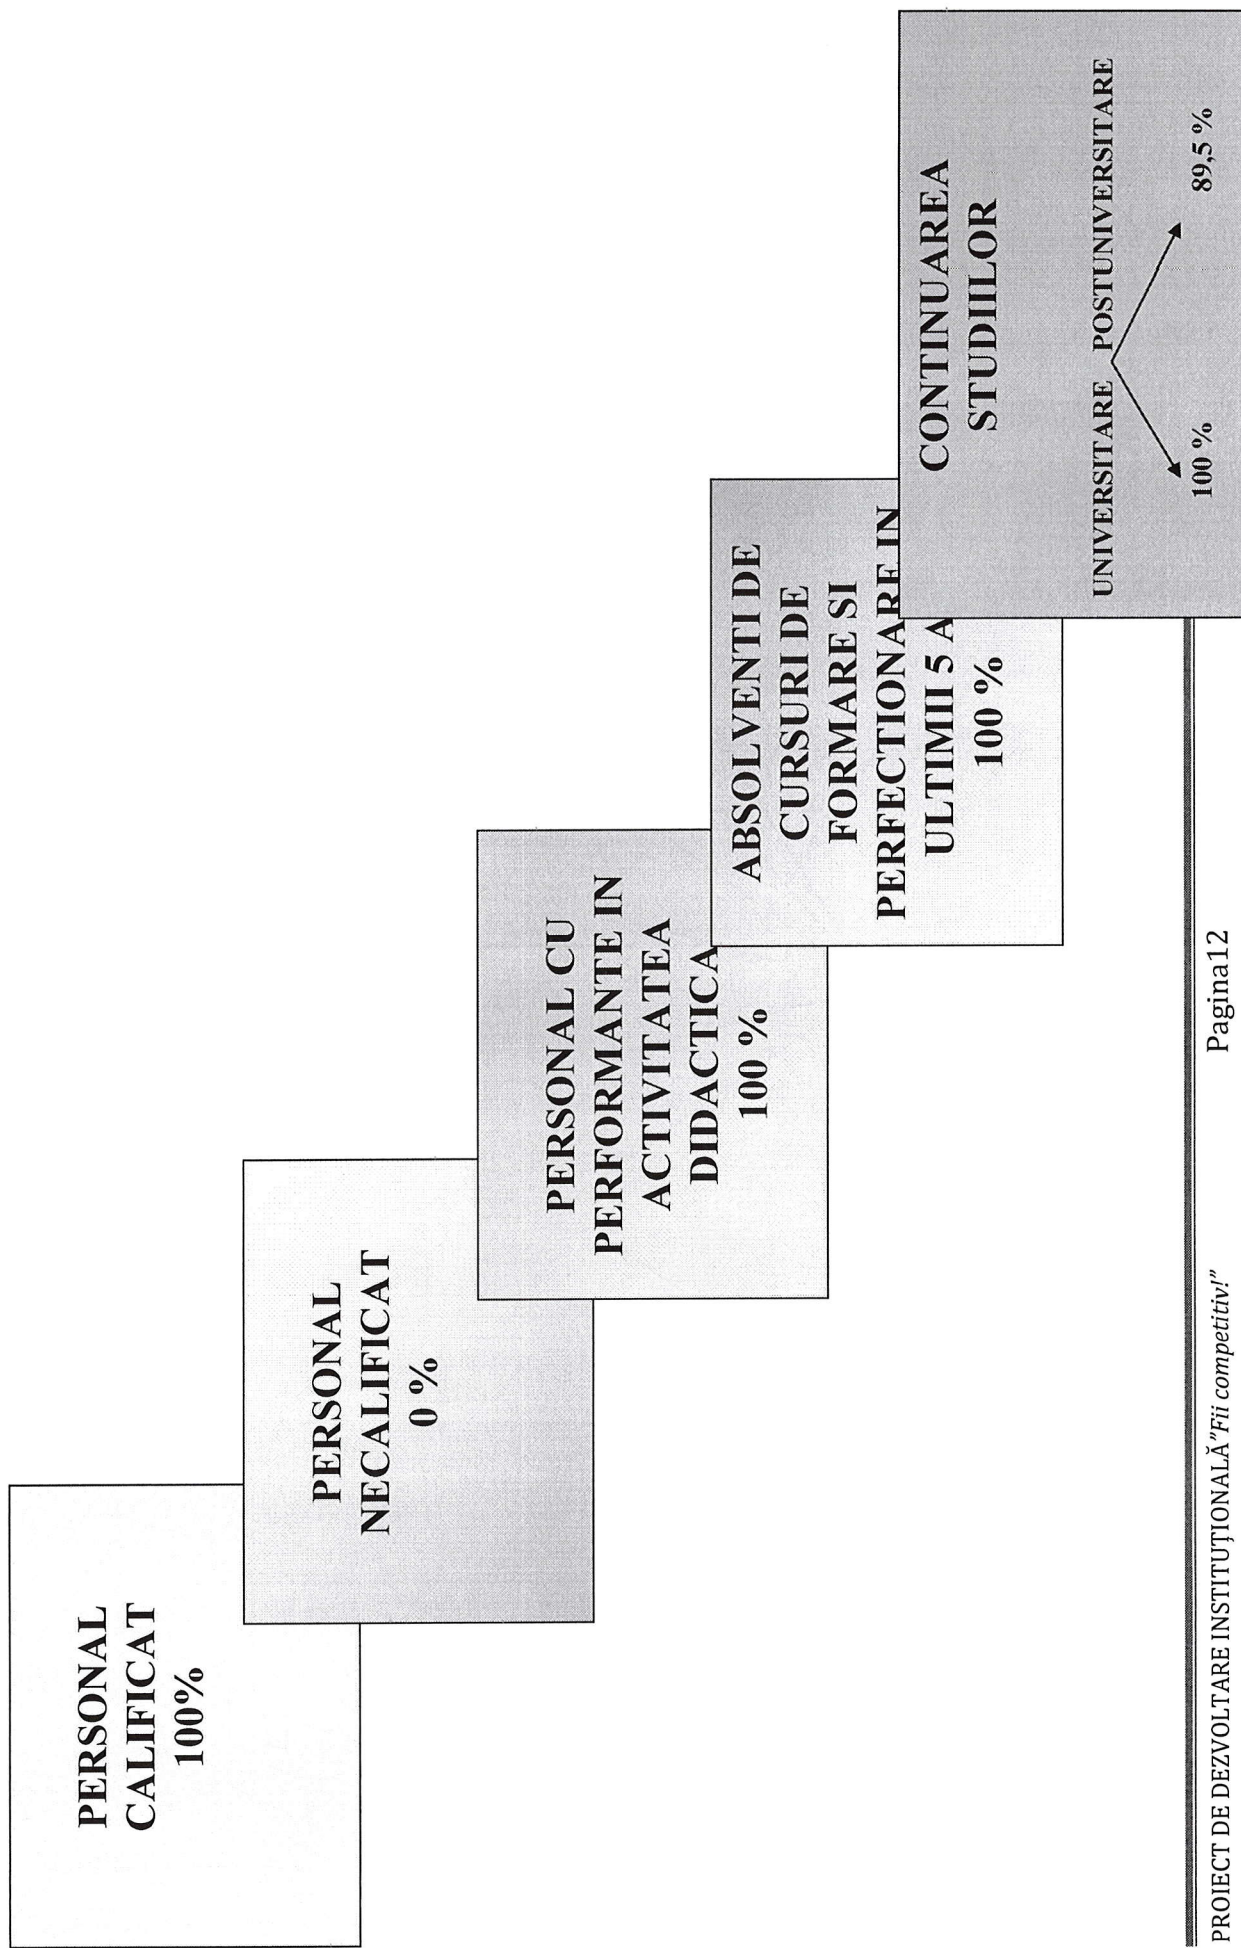 PERSONAL
CALIFICAT
100%
PERSONAL
NECALIFICAT
0 %
PERSONAL CU
PERFORMANTE IN
ACTIVITATEA
DIDACTICA
100 %
ABSOLVENTI DE
CURSURI DE
FORMARE SI
PERFECTIONARE IN
ULTIMII 5 A
100 %
CONTINUAREA
STUDIILOR
UNIVERSITARE POSTUNIVERSITARE
100 % 89,5 %
PROIECT DE DEZVOLTARE INSTITUȚIONALĂ "Fii competitiv!" Pagina12